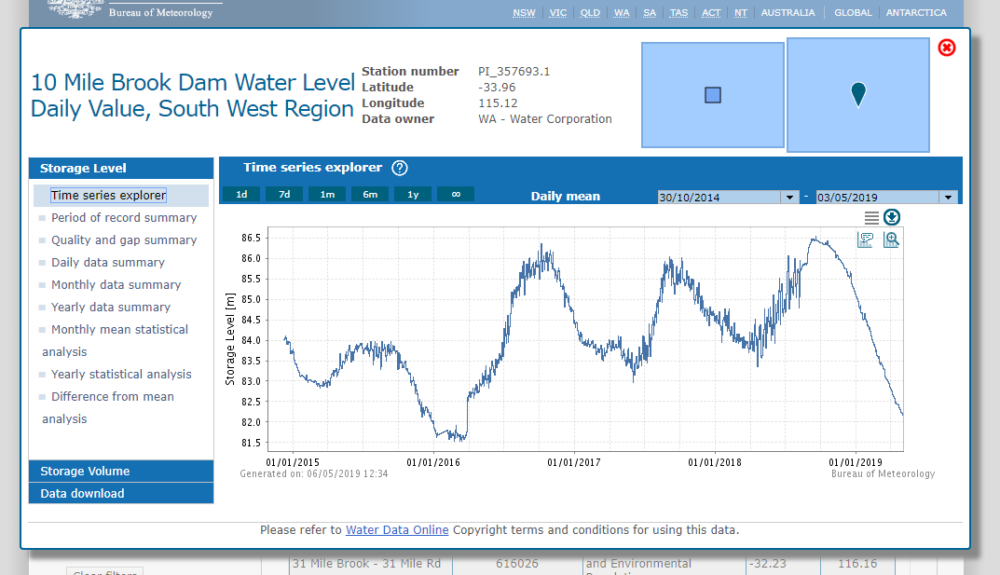 Bureau of Meteorology
NSW VIC QLD WA SA TAS ACT NT AUSTRALIA GLOBAL ANTARCTICA
10 Mile Brook Dam Water Level
Daily Value, South West Region
Station number PI_357693.1
Latitude -33.96
Longitude 115.12
Data owner WA - Water Corporation
Storage Level
Time series explorer
Period of record summary
Quality and gap summary
Daily data summary
Monthly data summary
Yearly data summary
Monthly mean statistical
analysis
Yearly statistical analysis
Difference from mean
analysis
Storage Volume
Data download
Time series explorer ?
1d 7d 1m 6m 1y ∞ Daily mean 30/10/2014 - 03/05/2019
Storage Level [m]
86.5
86.0
85.5
85.0
84.5
84.0
83.5
83.0
82.5
82.0
81.5
01/01/2015 01/01/2016 01/01/2017 01/01/2018 01/01/2019
Generated on: 06/05/2019 12:34 Bureau of Meteorology
Please refer to Water Data Online Copyright terms and conditions for using this data.
31 Mile Brook - 31 Mile Rd 616026 and Environmental -32.23 116.16
Clear filters